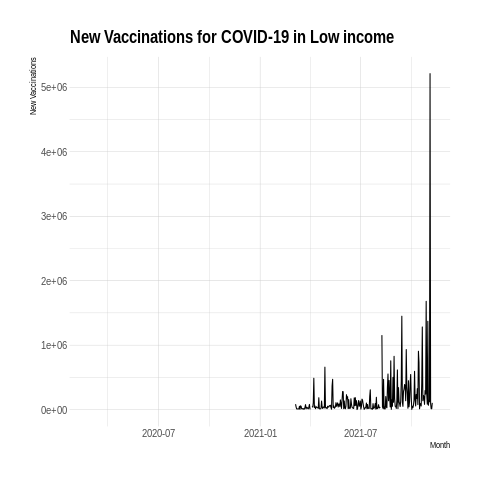 New Vaccinations for COVID-19 in Low income
New Vaccinations
5e+06
4e+06
3e+06
2e+06
1e+06
0e+00
2020-07 2021-01 2021-07
Month